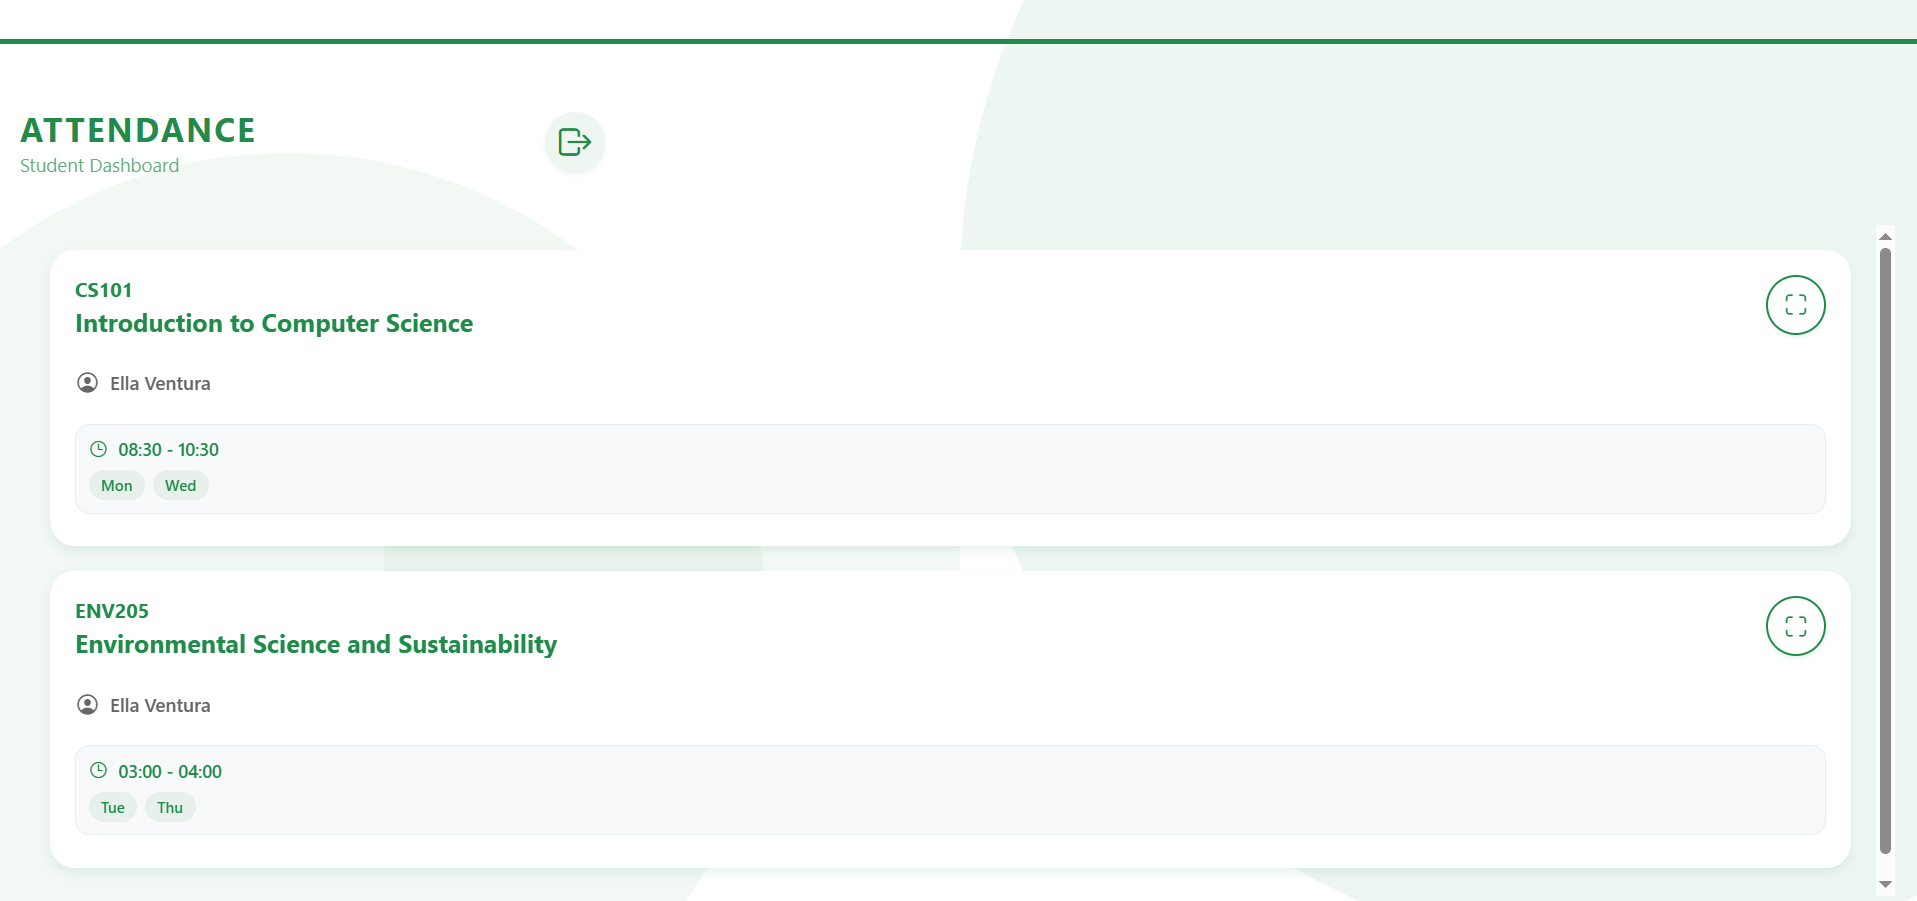 ATTENDANCE
Student Dashboard
CS101
Introduction to Computer Science
Ella Ventura
08:30 - 10:30
Mon Wed
ENV205
Environmental Science and Sustainability
Ella Ventura
03:00 - 04:00
Tue Thu